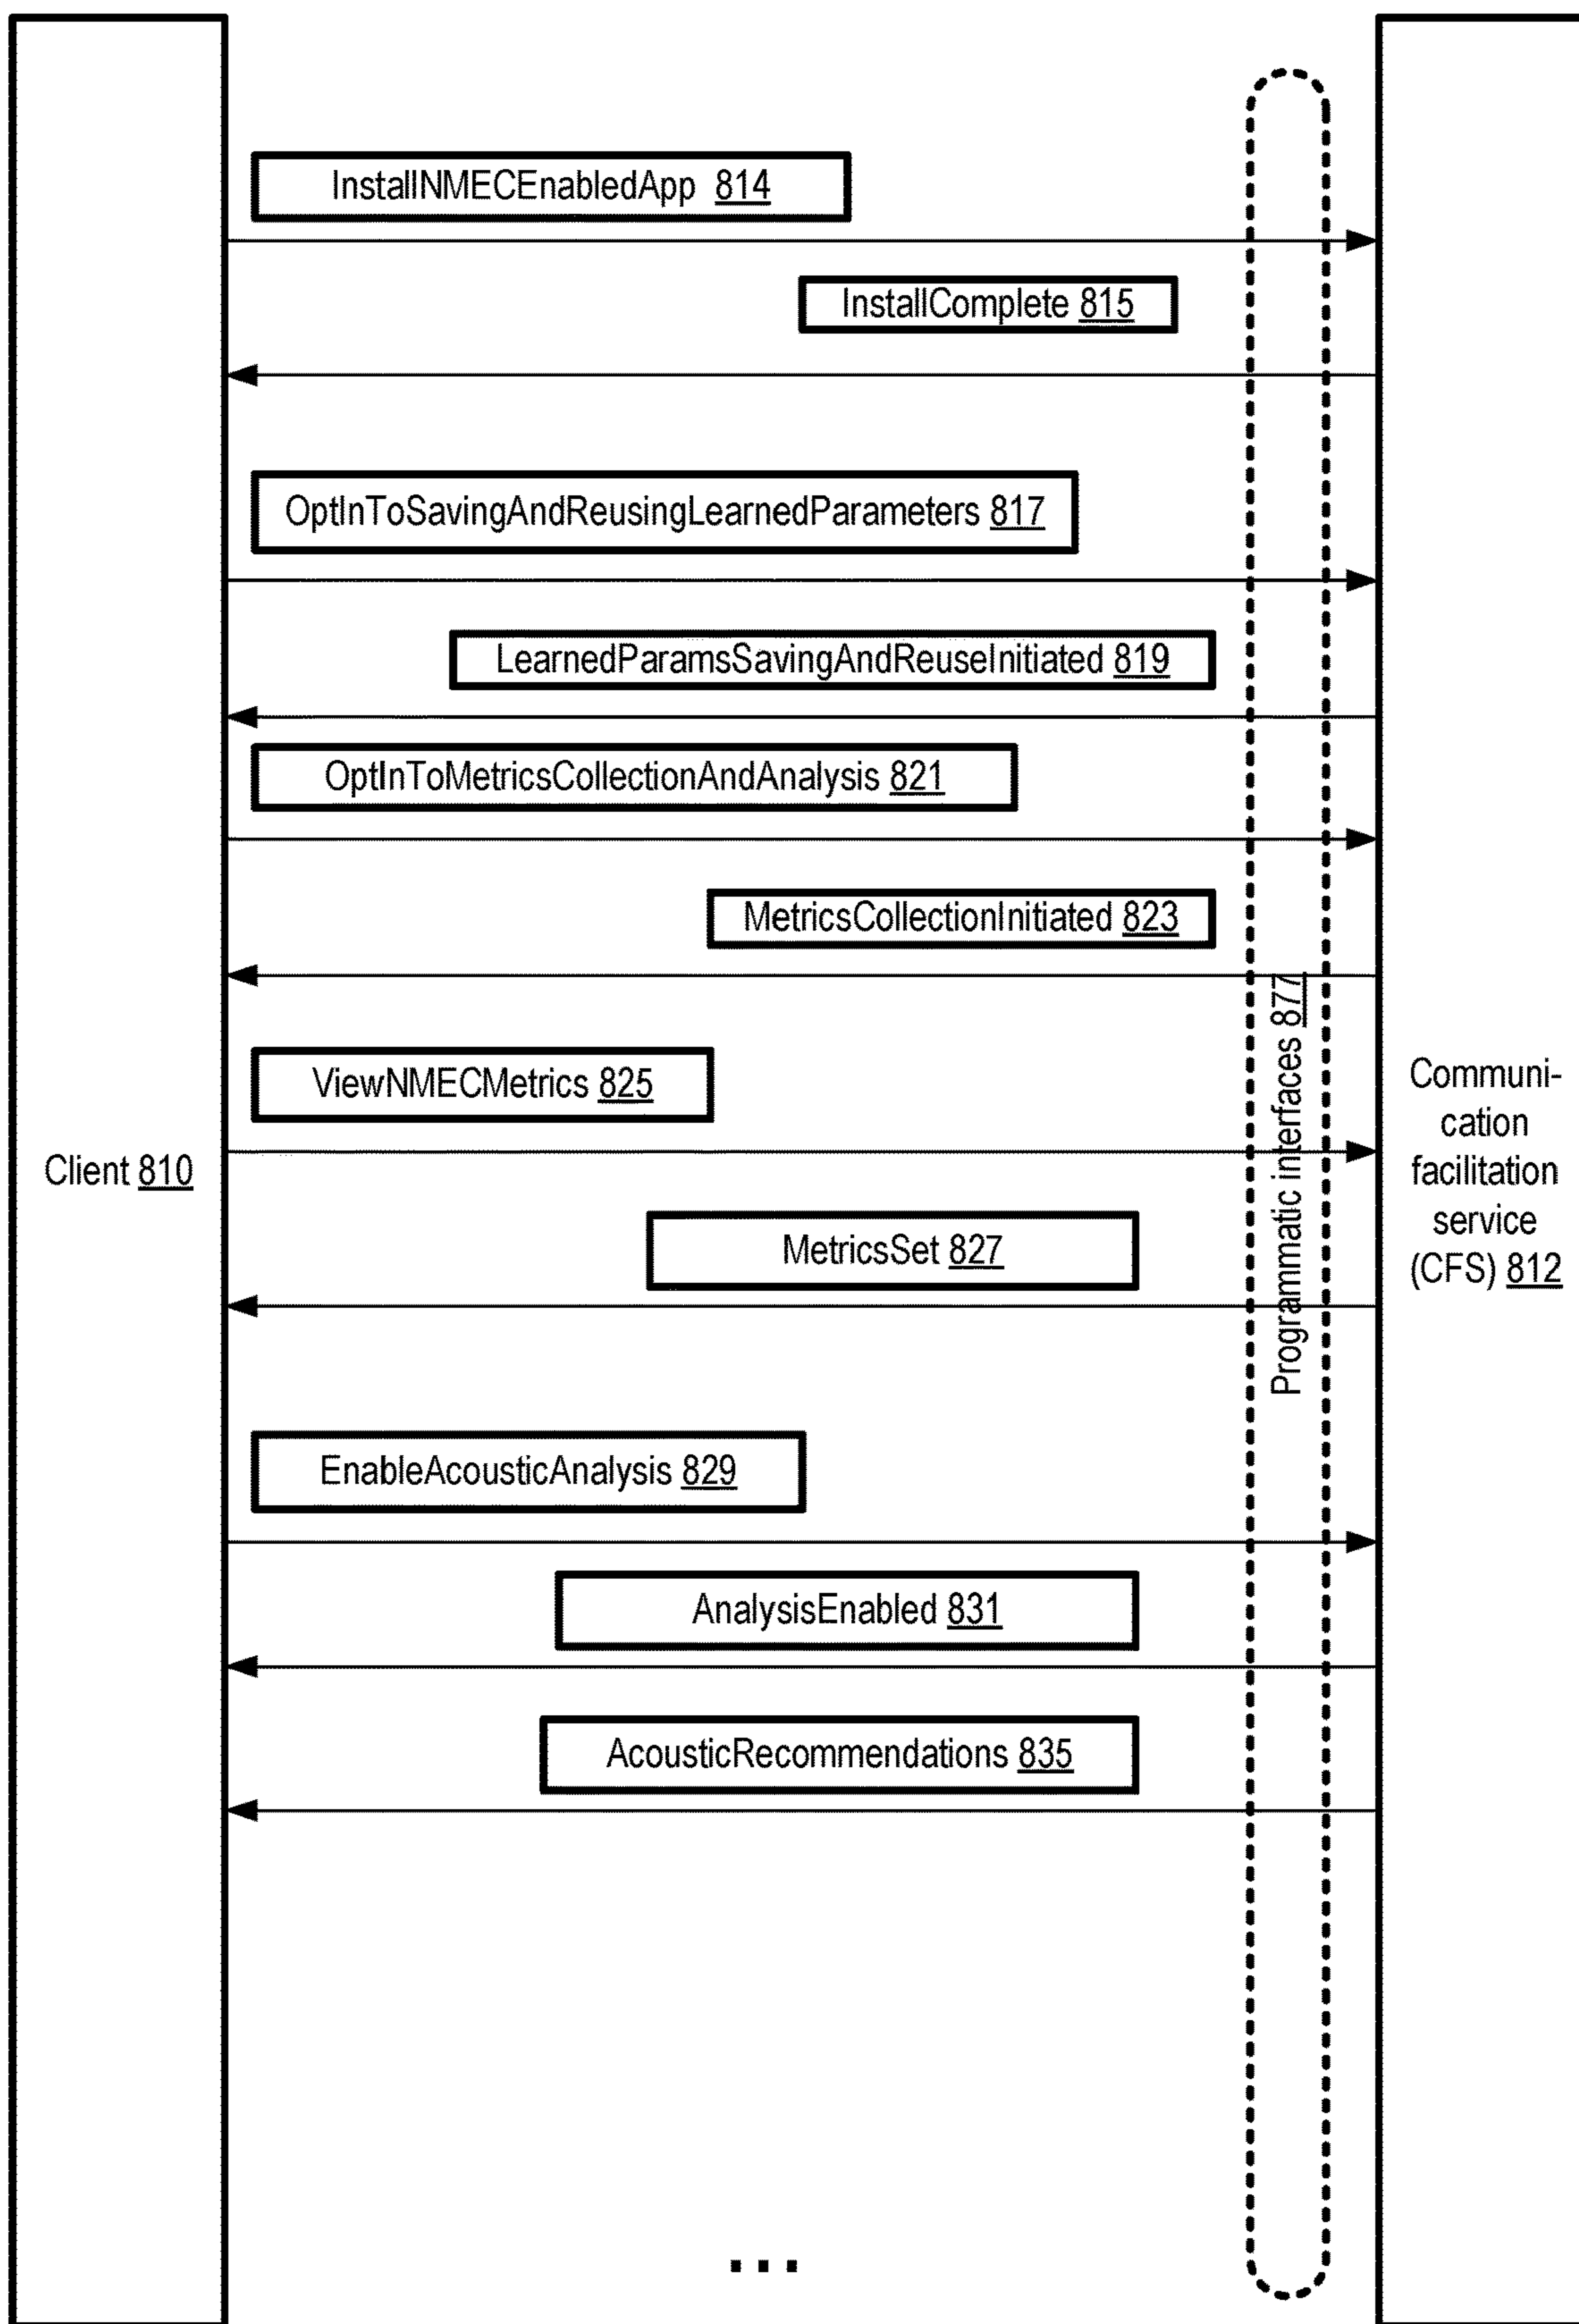 InstallNMECEnabledApp 814
InstallComplete 815
OptInToSavingAndReusingLearnedParameters 817
LearnedParamsSavingAndReuseInitiated 819
OptInToMetricsCollectionAndAnalysis 821
MetricsCollectionInitiated 823
ViewNMECMetrics 825
Client 810
MetricsSet 827
Programmatic interfaces 877
Communi-
cation
facilitation
service
(CFS) 812
EnableAcousticAnalysis 829
AnalysisEnabled 831
AcousticRecommendations 835
...